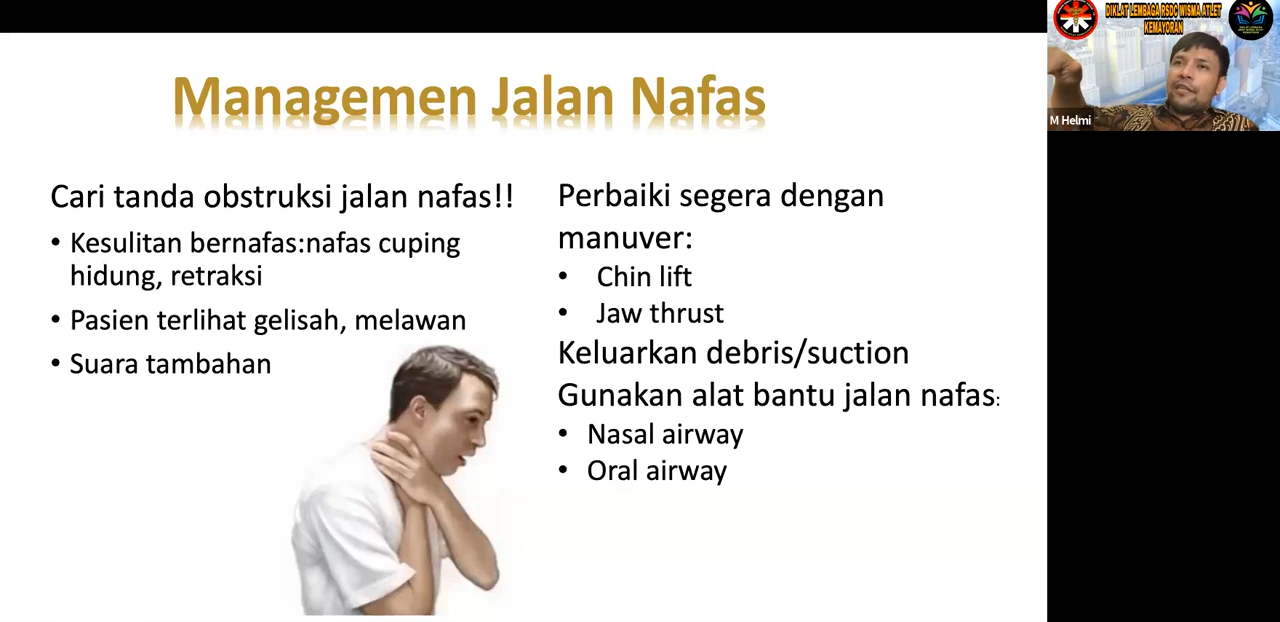 Managemen Jalan Nafas
Cari tanda obstruksi jalan nafas!!
• Kesulitan bernafas:nafas cuping
hidung, retraksi
• Pasien terlihat gelisah, melawan
• Suara tambahan
Perbaiki segera dengan
manuver:
• Chin lift
• Jaw thrust
Keluarkan debris/suction
Gunakan alat bantu jalan nafas:
• Nasal airway
• Oral airway
DIKLAT LEMBAGA RSDC WISMA ATLET
KEMAYORAN
M Helmi